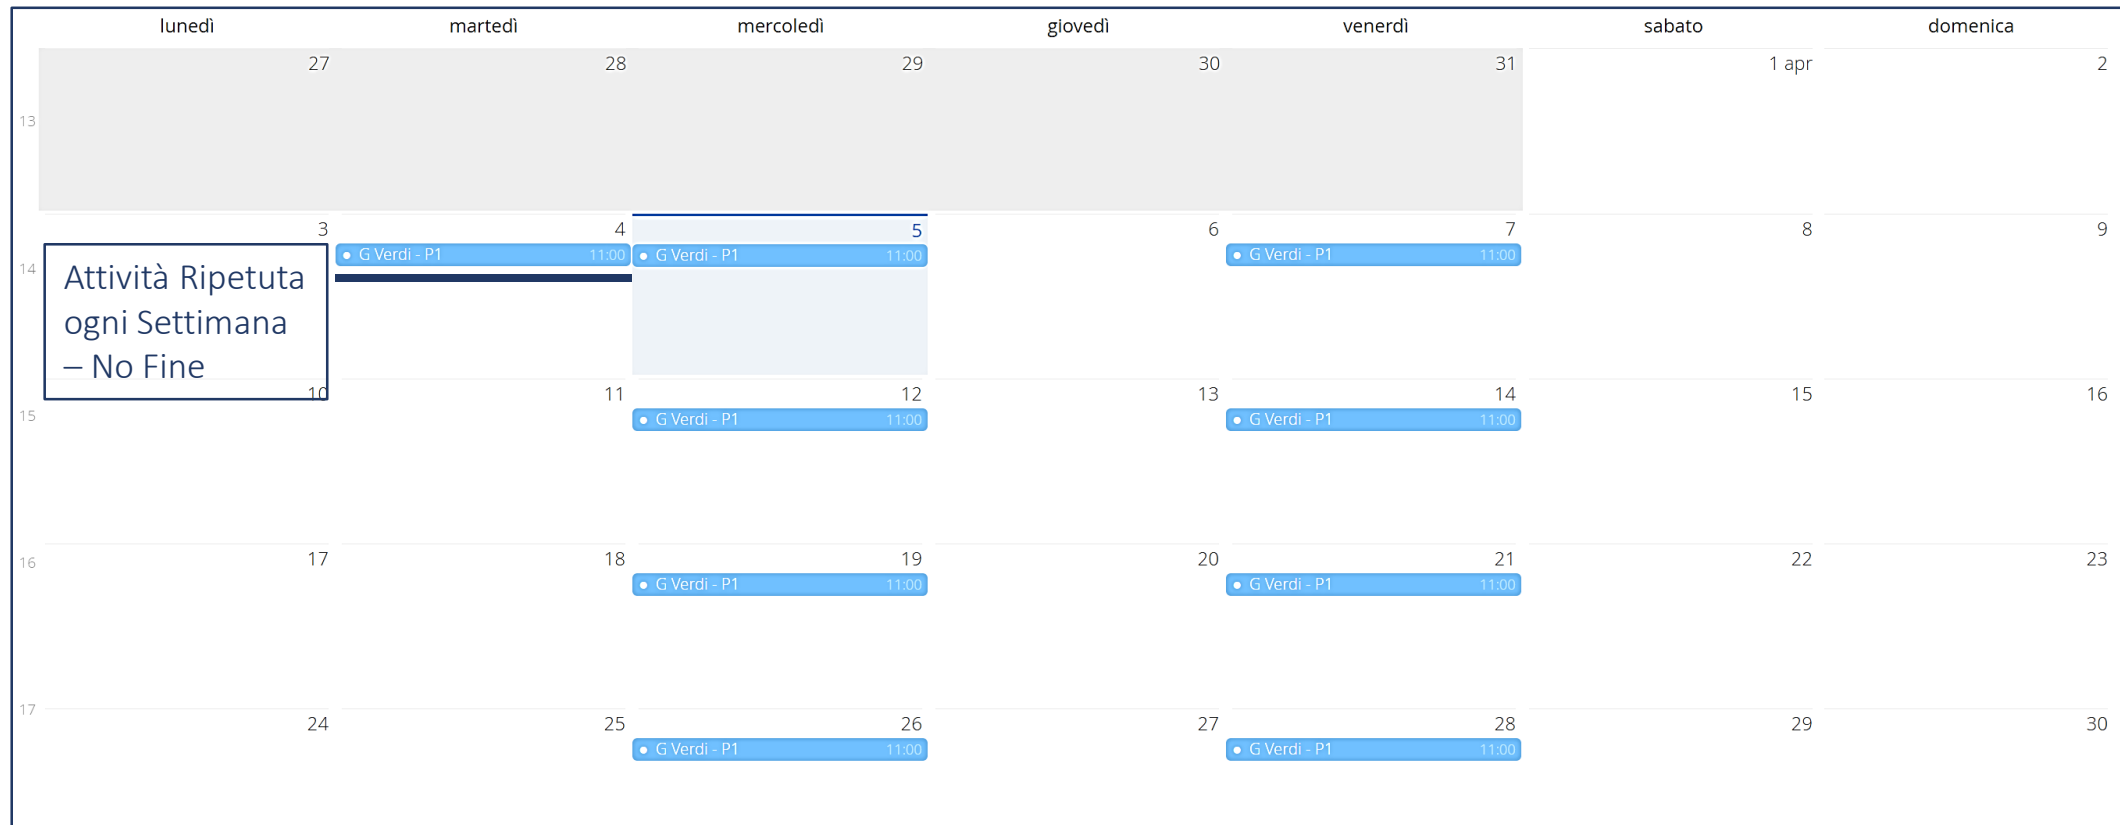 lunedì martedì mercoledì giovedì venerdì sabato domenica
27 28 29 30 31 1 apr 2
13
3 4 5 6 7 8 9
G Verdi - P1 11:00 G Verdi - P1 11:00 G Verdi - P1 11:00
14
Attività Ripetuta
ogni Settimana
– No Fine
10 11 12 13 14 15 16
15
G Verdi - P1 11:00 G Verdi - P1 11:00
17 18 19 20 21 22 23
16
G Verdi - P1 11:00 G Verdi - P1 11:00
17
24 25 26 27 28 29 30
G Verdi - P1 11:00 G Verdi - P1 11:00